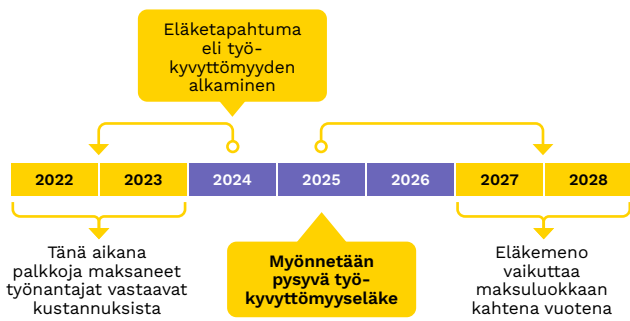 Eläketapahtuma
eli työ-
kyvyttömyyden
alkaminen
2022 2023 2024 2025 2026 2027 2028
Tänä aikana
palkkoja maksaneet
työnantajat vastaavat
kustannuksista
Myönnetään
pysyvä työ-
kyvyttömyyseläke
Eläkemeno
vaikuttaa
maksuluokkaan
kahtena vuotena